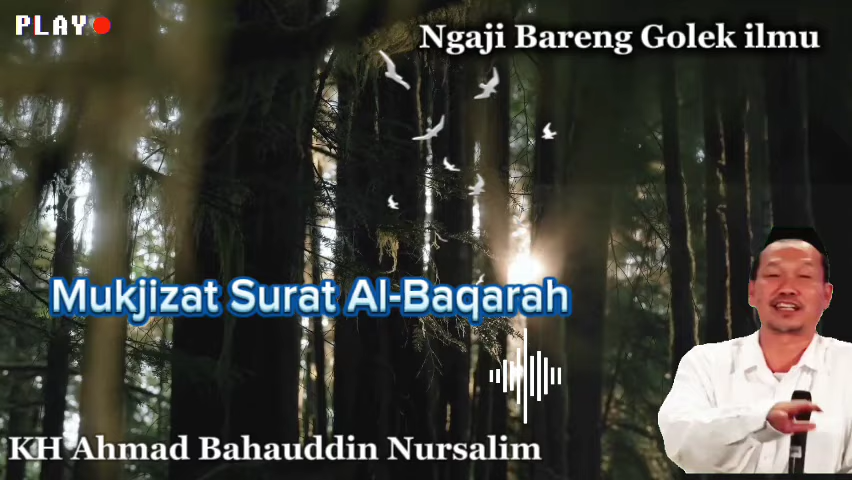 PLAY
Ngaji Bareng Golek ilmu
Mukjizat Surat Al-Baqarah
KH Ahmad Bahauddin Nursalim